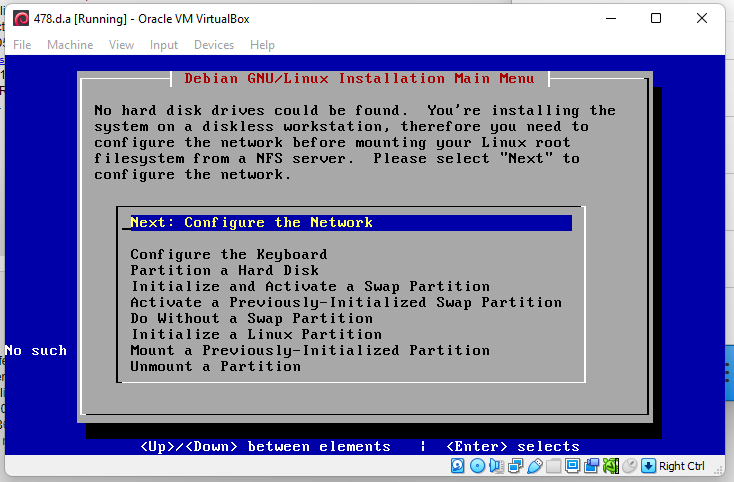 478.d.a [Running] - Oracle VM VirtualBox
File Machine View Input Devices Help
Debian GNU/Linux Installation Main Menu
No hard disk drives could be found.  You're installing the
system on a diskless workstation, therefore you need to
configure the network before mounting your Linux root
filesystem from a NFS server.  Please select "Next" to
configure the network.
Next: Configure the Network
Configure the Keyboard
Partition a Hard Disk
Initialize and Activate a Swap Partition
Activate a Previously-Initialized Swap Partition
Do Without a Swap Partition
Initialize a Linux Partition
Mount a Previously-Initialized Partition
Unmount a Partition
No such
<Up>/<Down> between elements | <Enter> selects
Right Ctrl